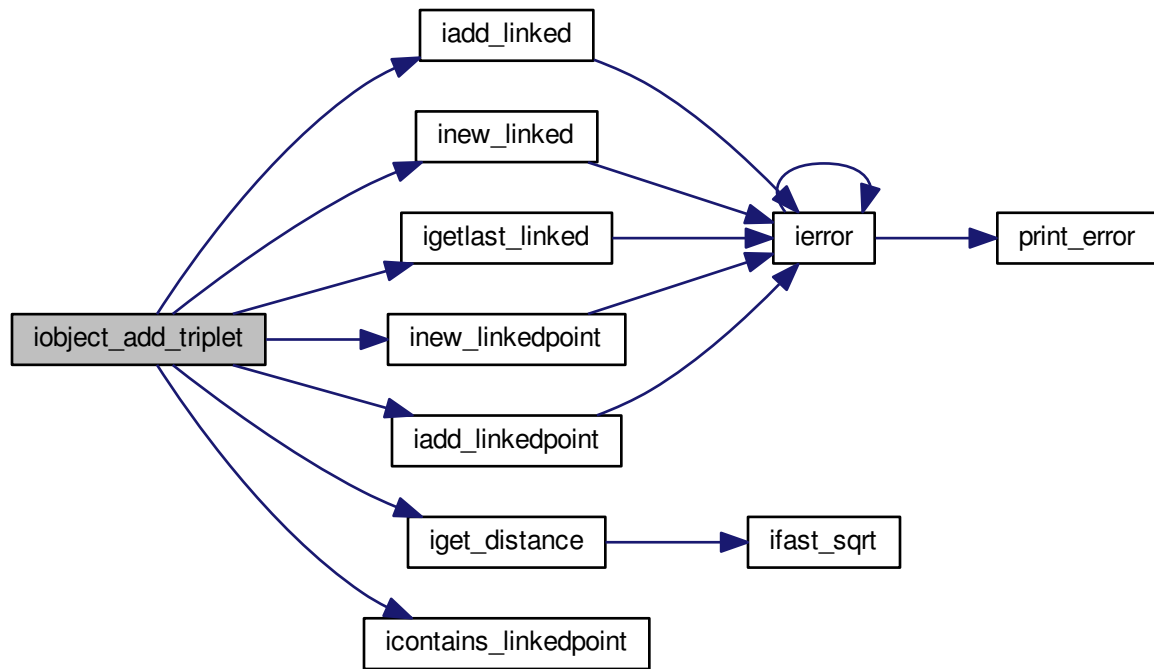 iadd_linked
inew_linked
igetlast_linked
ierror
print_error
iobject_add_triplet
inew_linkedpoint
iadd_linkedpoint
iget_distance
ifast_sqrt
icontains_linkedpoint